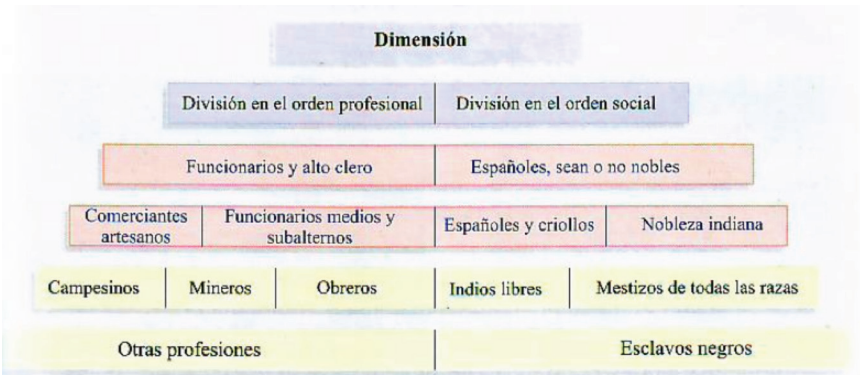 Dimensión
División en el orden profesional División en el orden social
Funcionarios y alto clero Españoles, sean o no nobles
Comerciantes artesanos Funcionarios medios y subalternos Españoles y criollos Nobleza indiana
Campesinos Mineros Obreros Indios libres Mestizos de todas las razas
Otras profesiones Esclavos negros